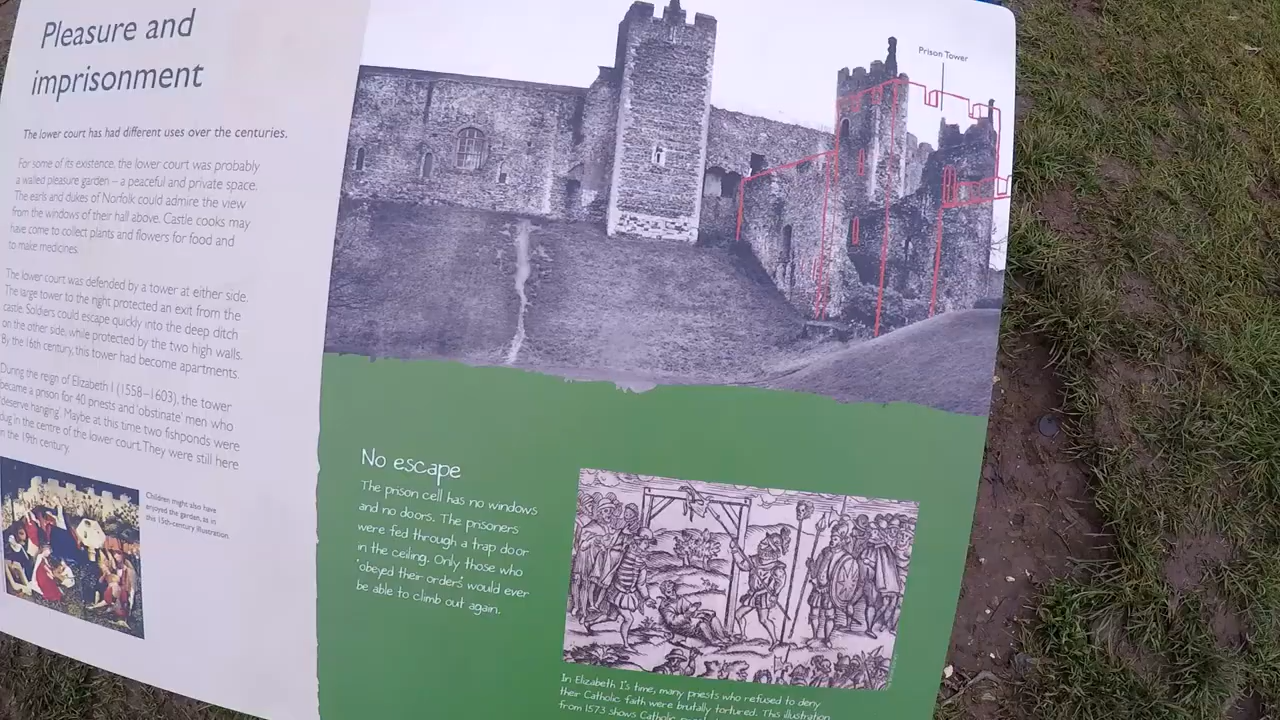 Pleasure and
imprisonment
The lower court has had different uses over the centuries.
For some of its existence, the lower court was probably
a walled pleasure garden – a peaceful and private space.
The earls and dukes of Norfolk could admire the view
from the windows of their hall above. Castle cooks may
have come to collect plants and flowers for food and
to make medicines.
The lower court was defended by a tower at either side.
The large tower to the right protected an exit from the
castle. Soldiers could escape quickly into the deep ditch
on the other side, while protected by the two high walls.
By the 16th century, this tower had become apartments.
During the reign of Elizabeth I (1558–1603), the tower
became a prison for 40 priests and 'obstinate' men who
'deserve hanging'. Maybe at this time two fishponds were
dug in the centre of the lower court. They were still here
in the 19th century.
Children might also have
enjoyed the garden, as in
this 15th-century illustration
Prison Tower
No escape
The prison cell has no windows
and no doors. The prisoners
were fed through a trap door
in the ceiling. Only those who
'obeyed their orders' would ever
be able to climb out again.
In Elizabeth I's time, many priests who refused to deny
their Catholic faith were brutally tortured. This illustration
from 1573 shows Catholic